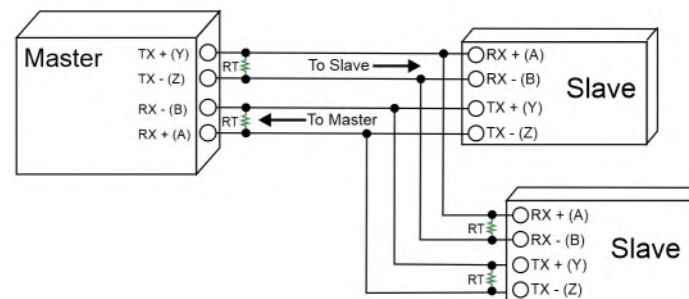 Master
TX + (Y)
TX - (Z)
RX - (B)
RX + (A)
RT
RT
To Slave
To Master
RX + (A)
RX - (B)
TX + (Y)
TX - (Z)
Slave
RT
RT
RX + (A)
RX - (B)
TX + (Y)
TX - (Z)
Slave